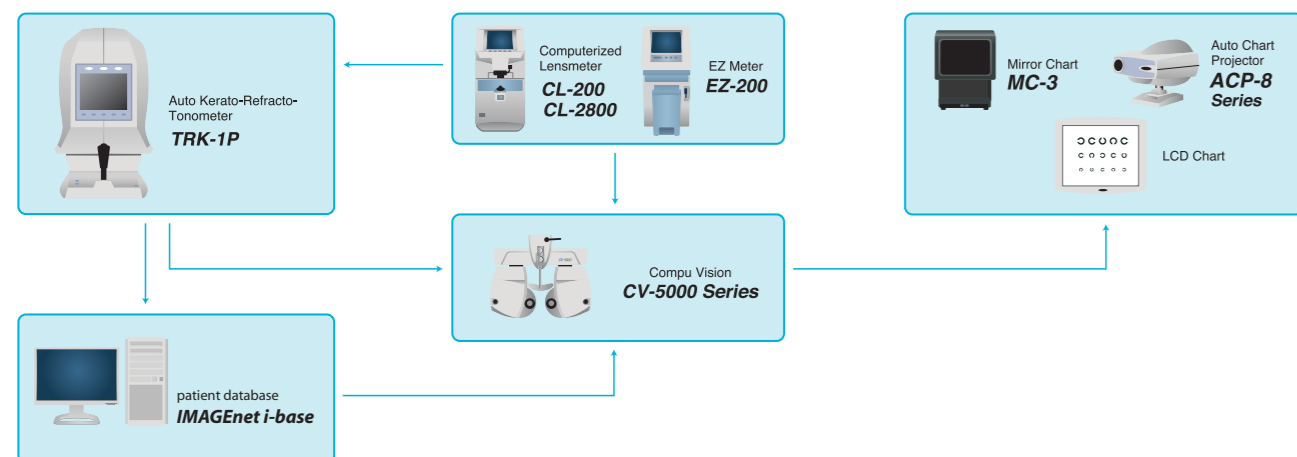 Auto Kerato-Refracto-
Tonometer
TRK-1P
Computerized
Lensmeter
CL-200
CL-2800
EZ Meter
EZ-200
Mirror Chart
MC-3
Auto Chart
Projector
ACP-8
Series
LCD Chart
Compu Vision
CV-5000 Series
patient database
IMAGEnet i-base